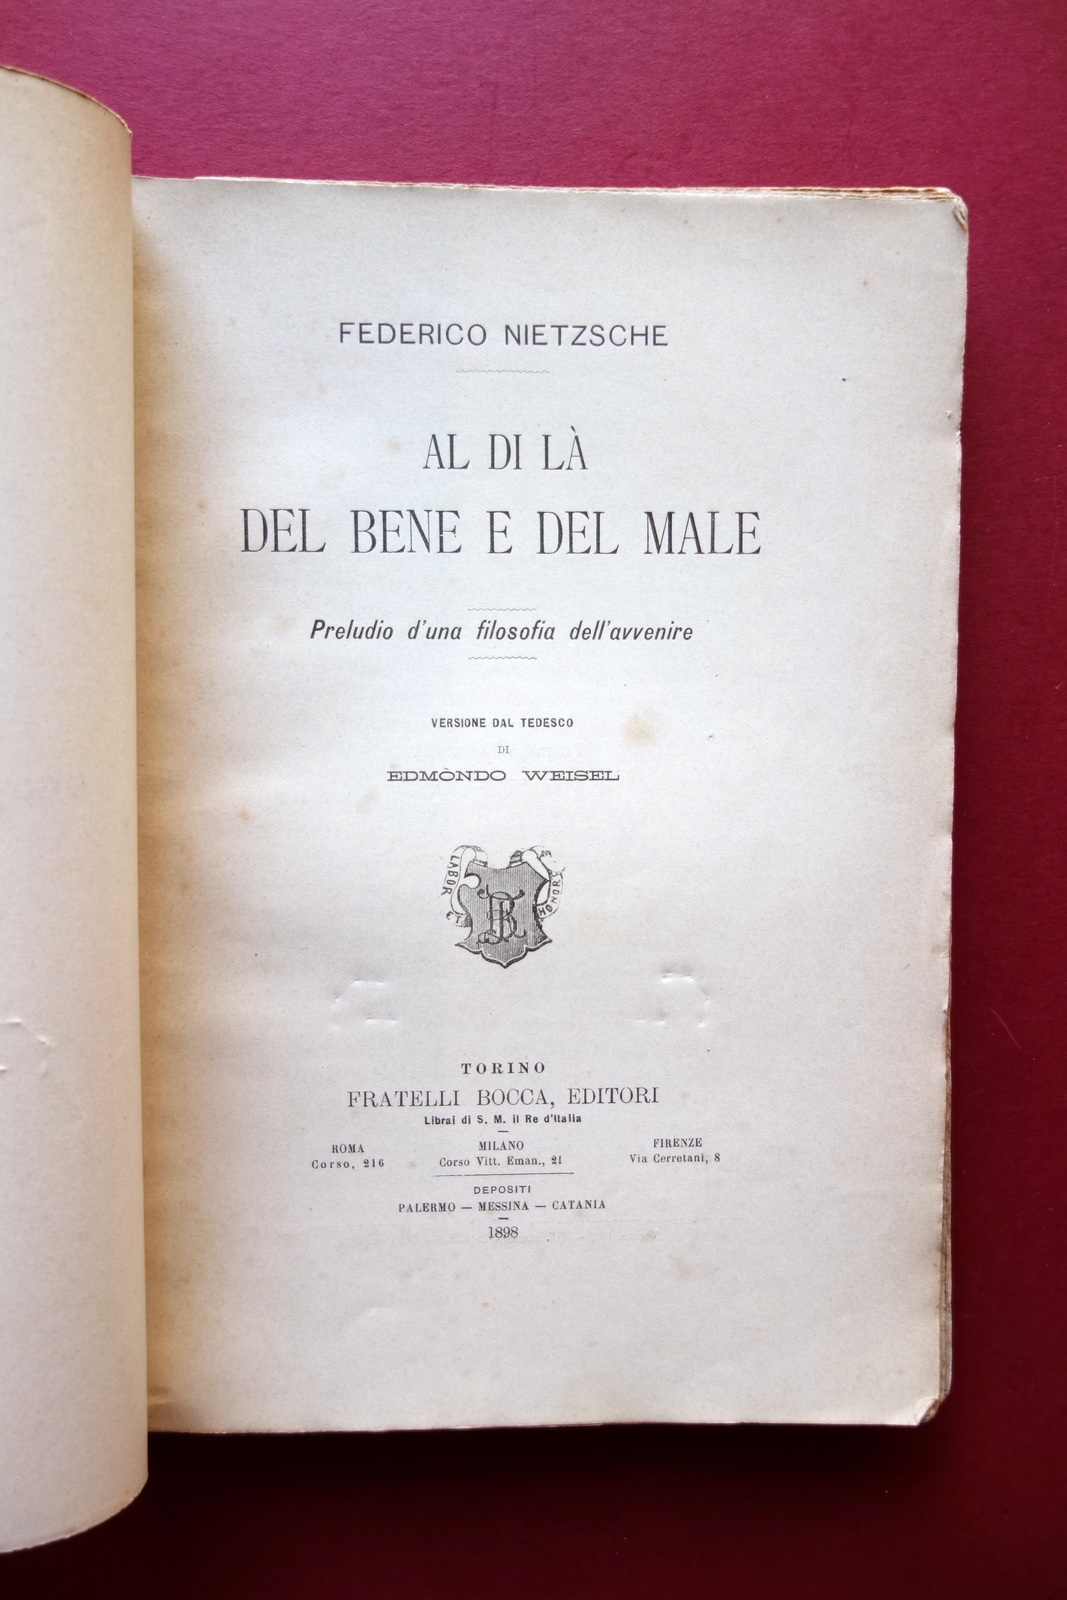 FEDERICO NIETZSCHE
AL DI LÀ
DEL BENE E DEL MALE
Preludio d'una filosofia dell'avvenire
VERSIONE DAL TEDESCO
DI
EDMÒNDO WEISEL
LABOR ET HONOR
TORINO
FRATELLI BOCCA, EDITORI
Librai di S. M. il Re d'Italia
ROMA MILANO FIRENZE
Corso, 216 Corso Vitt. Eman., 21 Via Cerretani, 8
DEPOSITI
PALERMO — MESSINA — CATANIA
1898